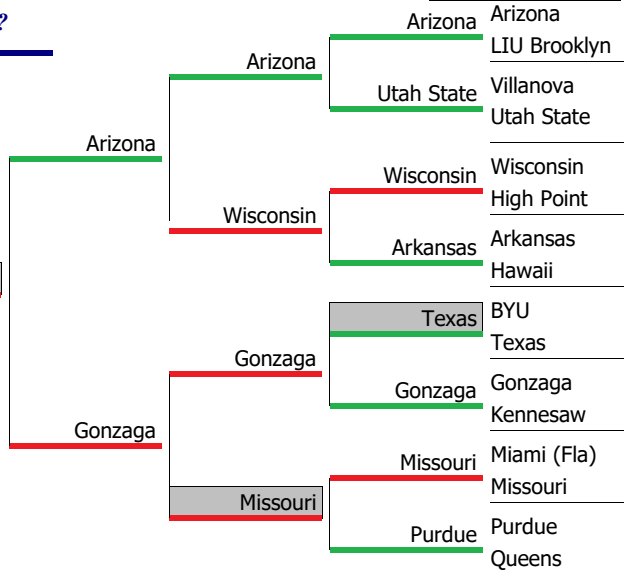 ?
Arizona
LIU Brooklyn
Villanova
Utah State
Wisconsin
High Point
Arkansas
Hawaii
BYU
Texas
Gonzaga
Kennesaw
Miami (Fla)
Missouri
Purdue
Queens
Arizona
Utah State
Wisconsin
Arkansas
Texas
Gonzaga
Missouri
Purdue
Arizona
Wisconsin
Gonzaga
Missouri
Arizona
Gonzaga